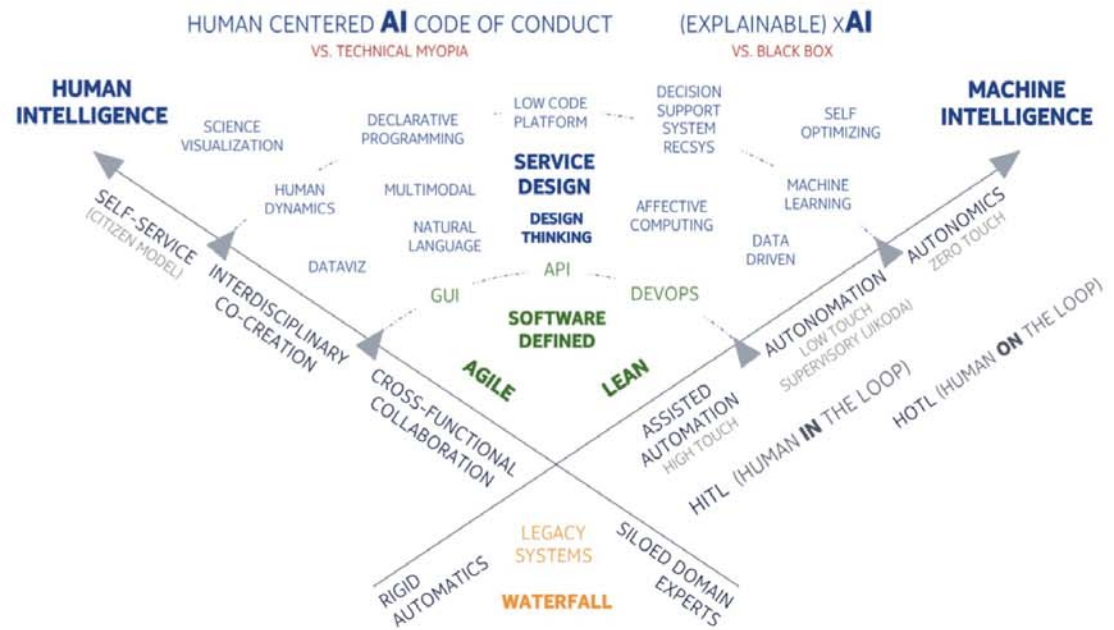 HUMAN CENTERED AI CODE OF CONDUCT
VS. TECHNICAL MYOPIA
(EXPLAINABLE) xAI
VS. BLACK BOX
HUMAN
INTELLIGENCE
MACHINE
INTELLIGENCE
SCIENCE
VISUALIZATION
DECLARATIVE
PROGRAMMING
LOW CODE
PLATFORM
DECISION
SUPPORT
SYSTEM
RECSYS
SELF
OPTIMIZING
SERVICE
DESIGN
HUMAN
DYNAMICS
MULTIMODAL
MACHINE
LEARNING
DESIGN
THINKING
NATURAL
LANGUAGE
AFFECTIVE
COMPUTING
DATAVIZ
DATA
DRIVEN
API
GUI
DEVOPS
SOFTWARE
DEFINED
AGILE
LEAN
SELF-SERVICE
(CITIZEN MODEL)
INTERDISCIPLINARY
CO-CREATION
CROSS-FUNCTIONAL
COLLABORATION
SILOED DOMAIN
EXPERTS
RIGID
AUTOMATICS
ASSISTED
AUTOMATION
HIGH TOUCH
AUTONOMATION
LOW TOUCH
SUPERVISORY (JIKODA)
AUTONOMICS
ZERO TOUCH
HITL (HUMAN IN THE LOOP)
HOTL (HUMAN ON THE LOOP)
LEGACY
SYSTEMS
WATERFALL